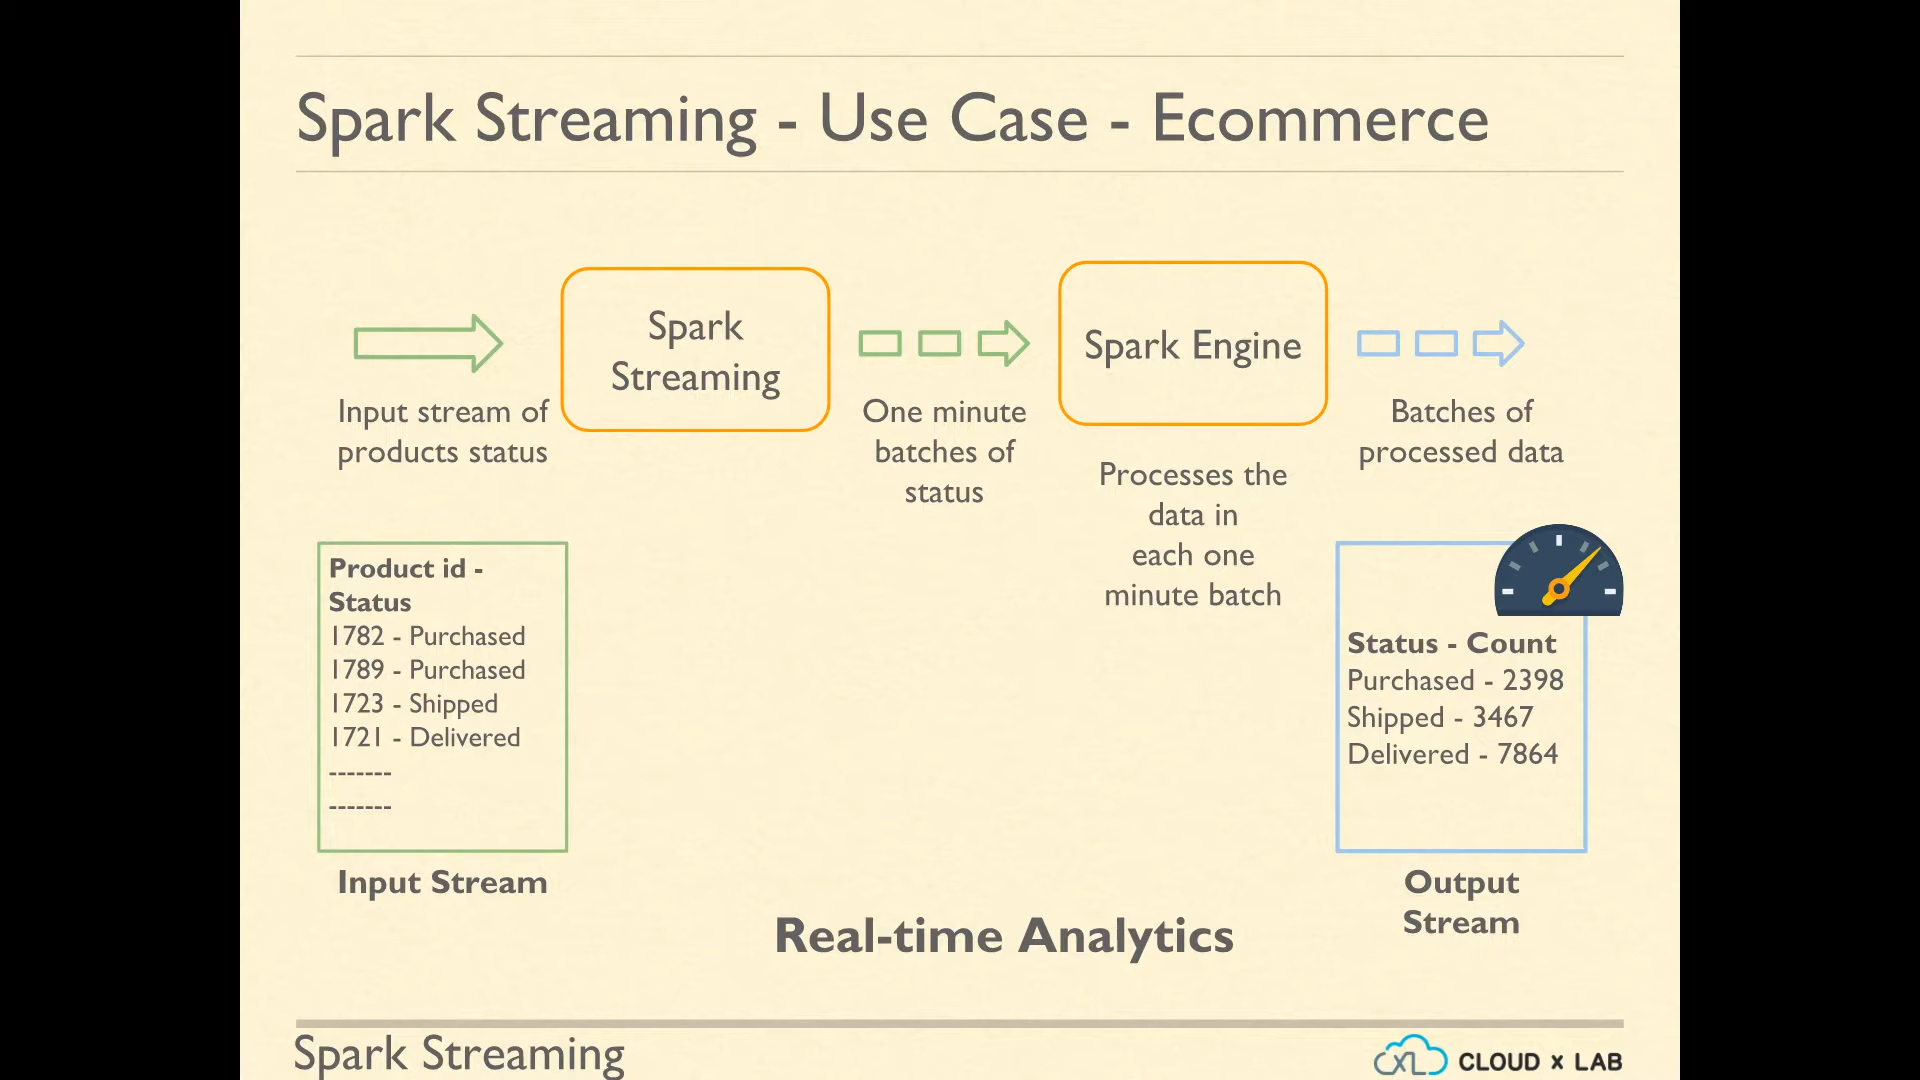 Spark Streaming - Use Case - Ecommerce
Spark
Streaming
Spark Engine
Input stream of
products status
One minute
batches of
status
Processes the
data in
each one
minute batch
Batches of
processed data
Product id -
Status
1782 - Purchased
1789 - Purchased
1723 - Shipped
1721 - Delivered
-------
-------
Input Stream
Status - Count
Purchased - 2398
Shipped - 3467
Delivered - 7864
Output
Stream
Real-time Analytics
Spark Streaming
CXL CLOUD x LAB